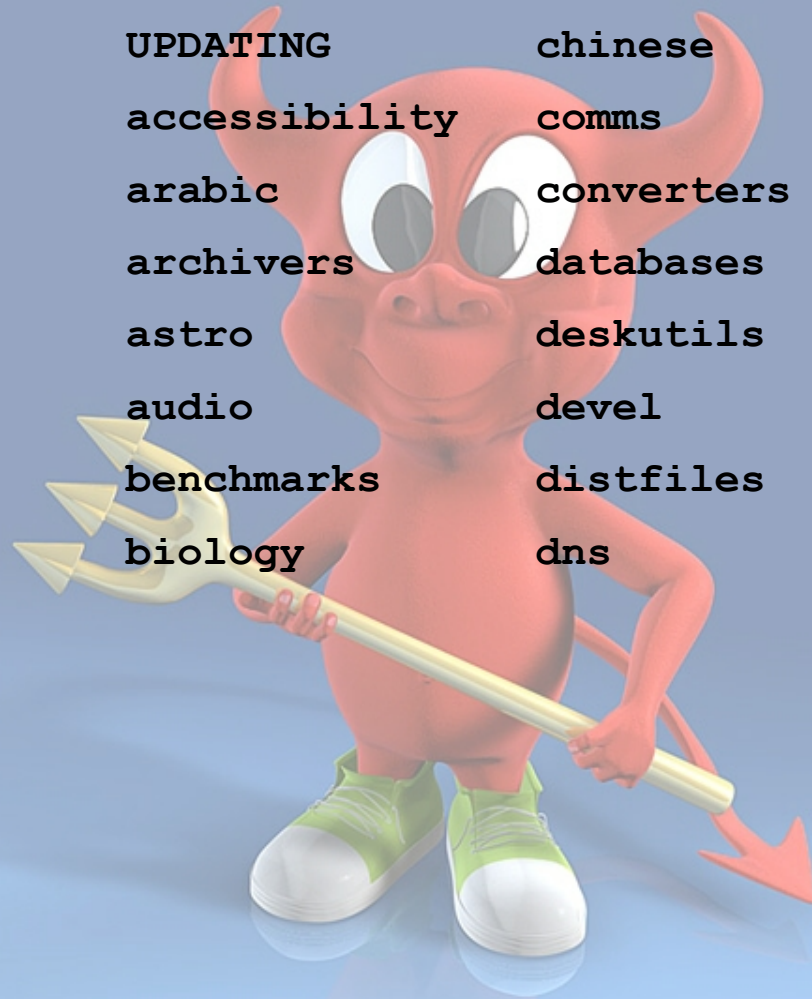 UPDATING chinese
accessibility comms
arabic converters
archivers databases
astro deskutils
audio devel
benchmarks distfiles
biology dns